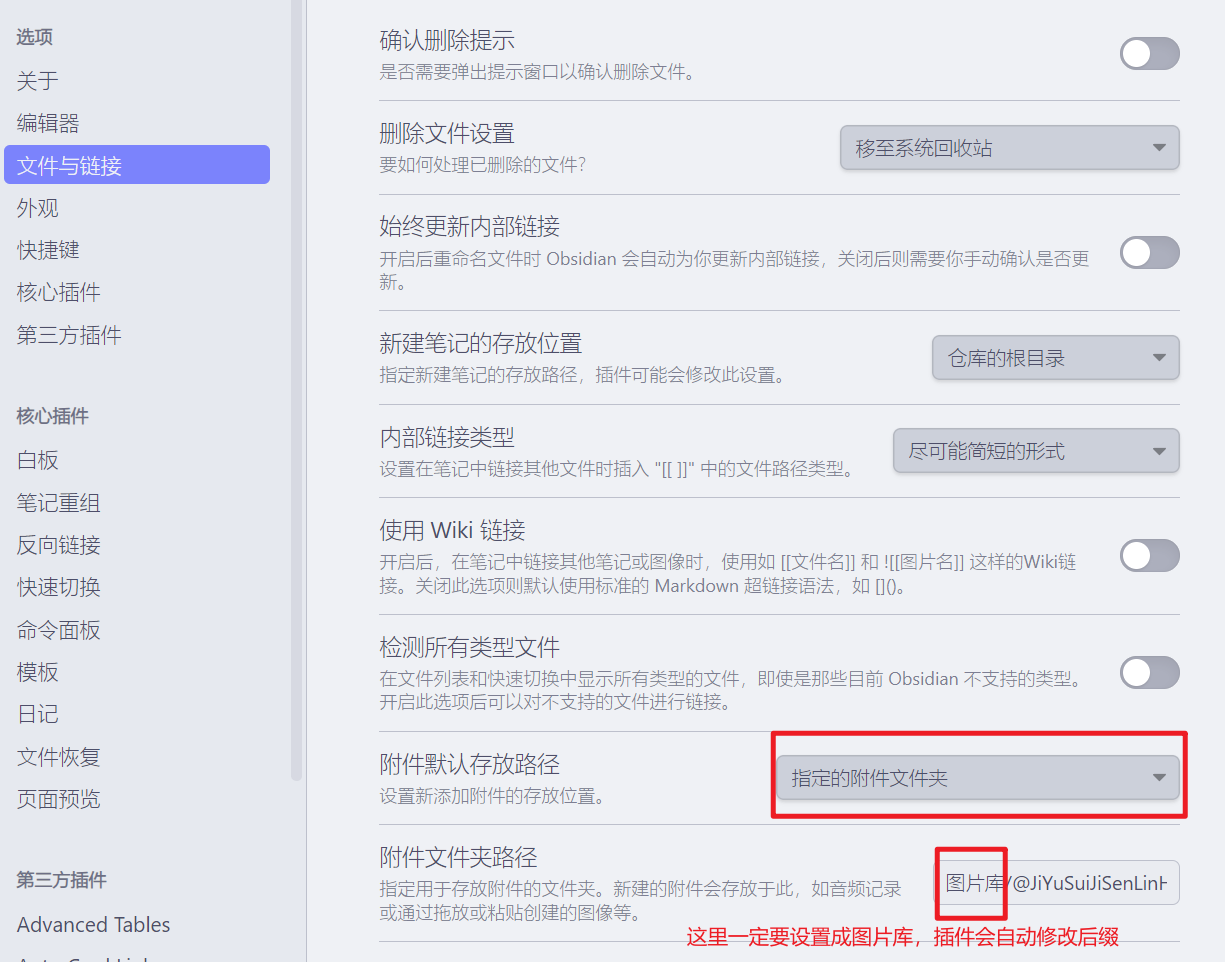 选项
关于
编辑器
文件与链接
外观
快捷键
核心插件
第三方插件
核心插件
白板
笔记重组
反向链接
快速切换
命令面板
模板
日记
文件恢复
页面预览
第三方插件
Advanced Tables
确认删除提示
是否需要弹出提示窗口以确认删除文件。
删除文件设置
要如何处理已删除的文件?
移至系统回收站
始终更新内部链接
开启后重命名文件时 Obsidian 会自动为你更新内部链接，关闭后则需要你手动确认是否更
新。
新建笔记的存放位置
指定新建笔记的存放路径，插件可能会修改此设置。
仓库的根目录
内部链接类型
设置在笔记中链接其他文件时插入 "[[ ]]" 中的文件路径类型。
尽可能简短的形式
使用 Wiki 链接
开启后，在笔记中链接其他笔记或图像时，使用如 [[文件名]] 和 ![[图片名]] 这样的Wiki链
接。关闭此选项则默认使用标准的 Markdown 超链接语法，如 []()。
检测所有类型文件
在文件列表和快速切换中显示所有类型的文件，即使是那些目前 Obsidian 不支持的类型。
开启此选项后可以对不支持的文件进行链接。
附件默认存放路径
设置新添加附件的存放位置。
指定的附件文件夹
附件文件夹路径
指定用于存放附件的文件夹。新建的附件会存放于此，如音频记录
或通过拖放或粘贴创建的图像等。
图片库/@JiYuSuiJiSenLinH
这里一定要设置成图片库，插件会自动修改后缀